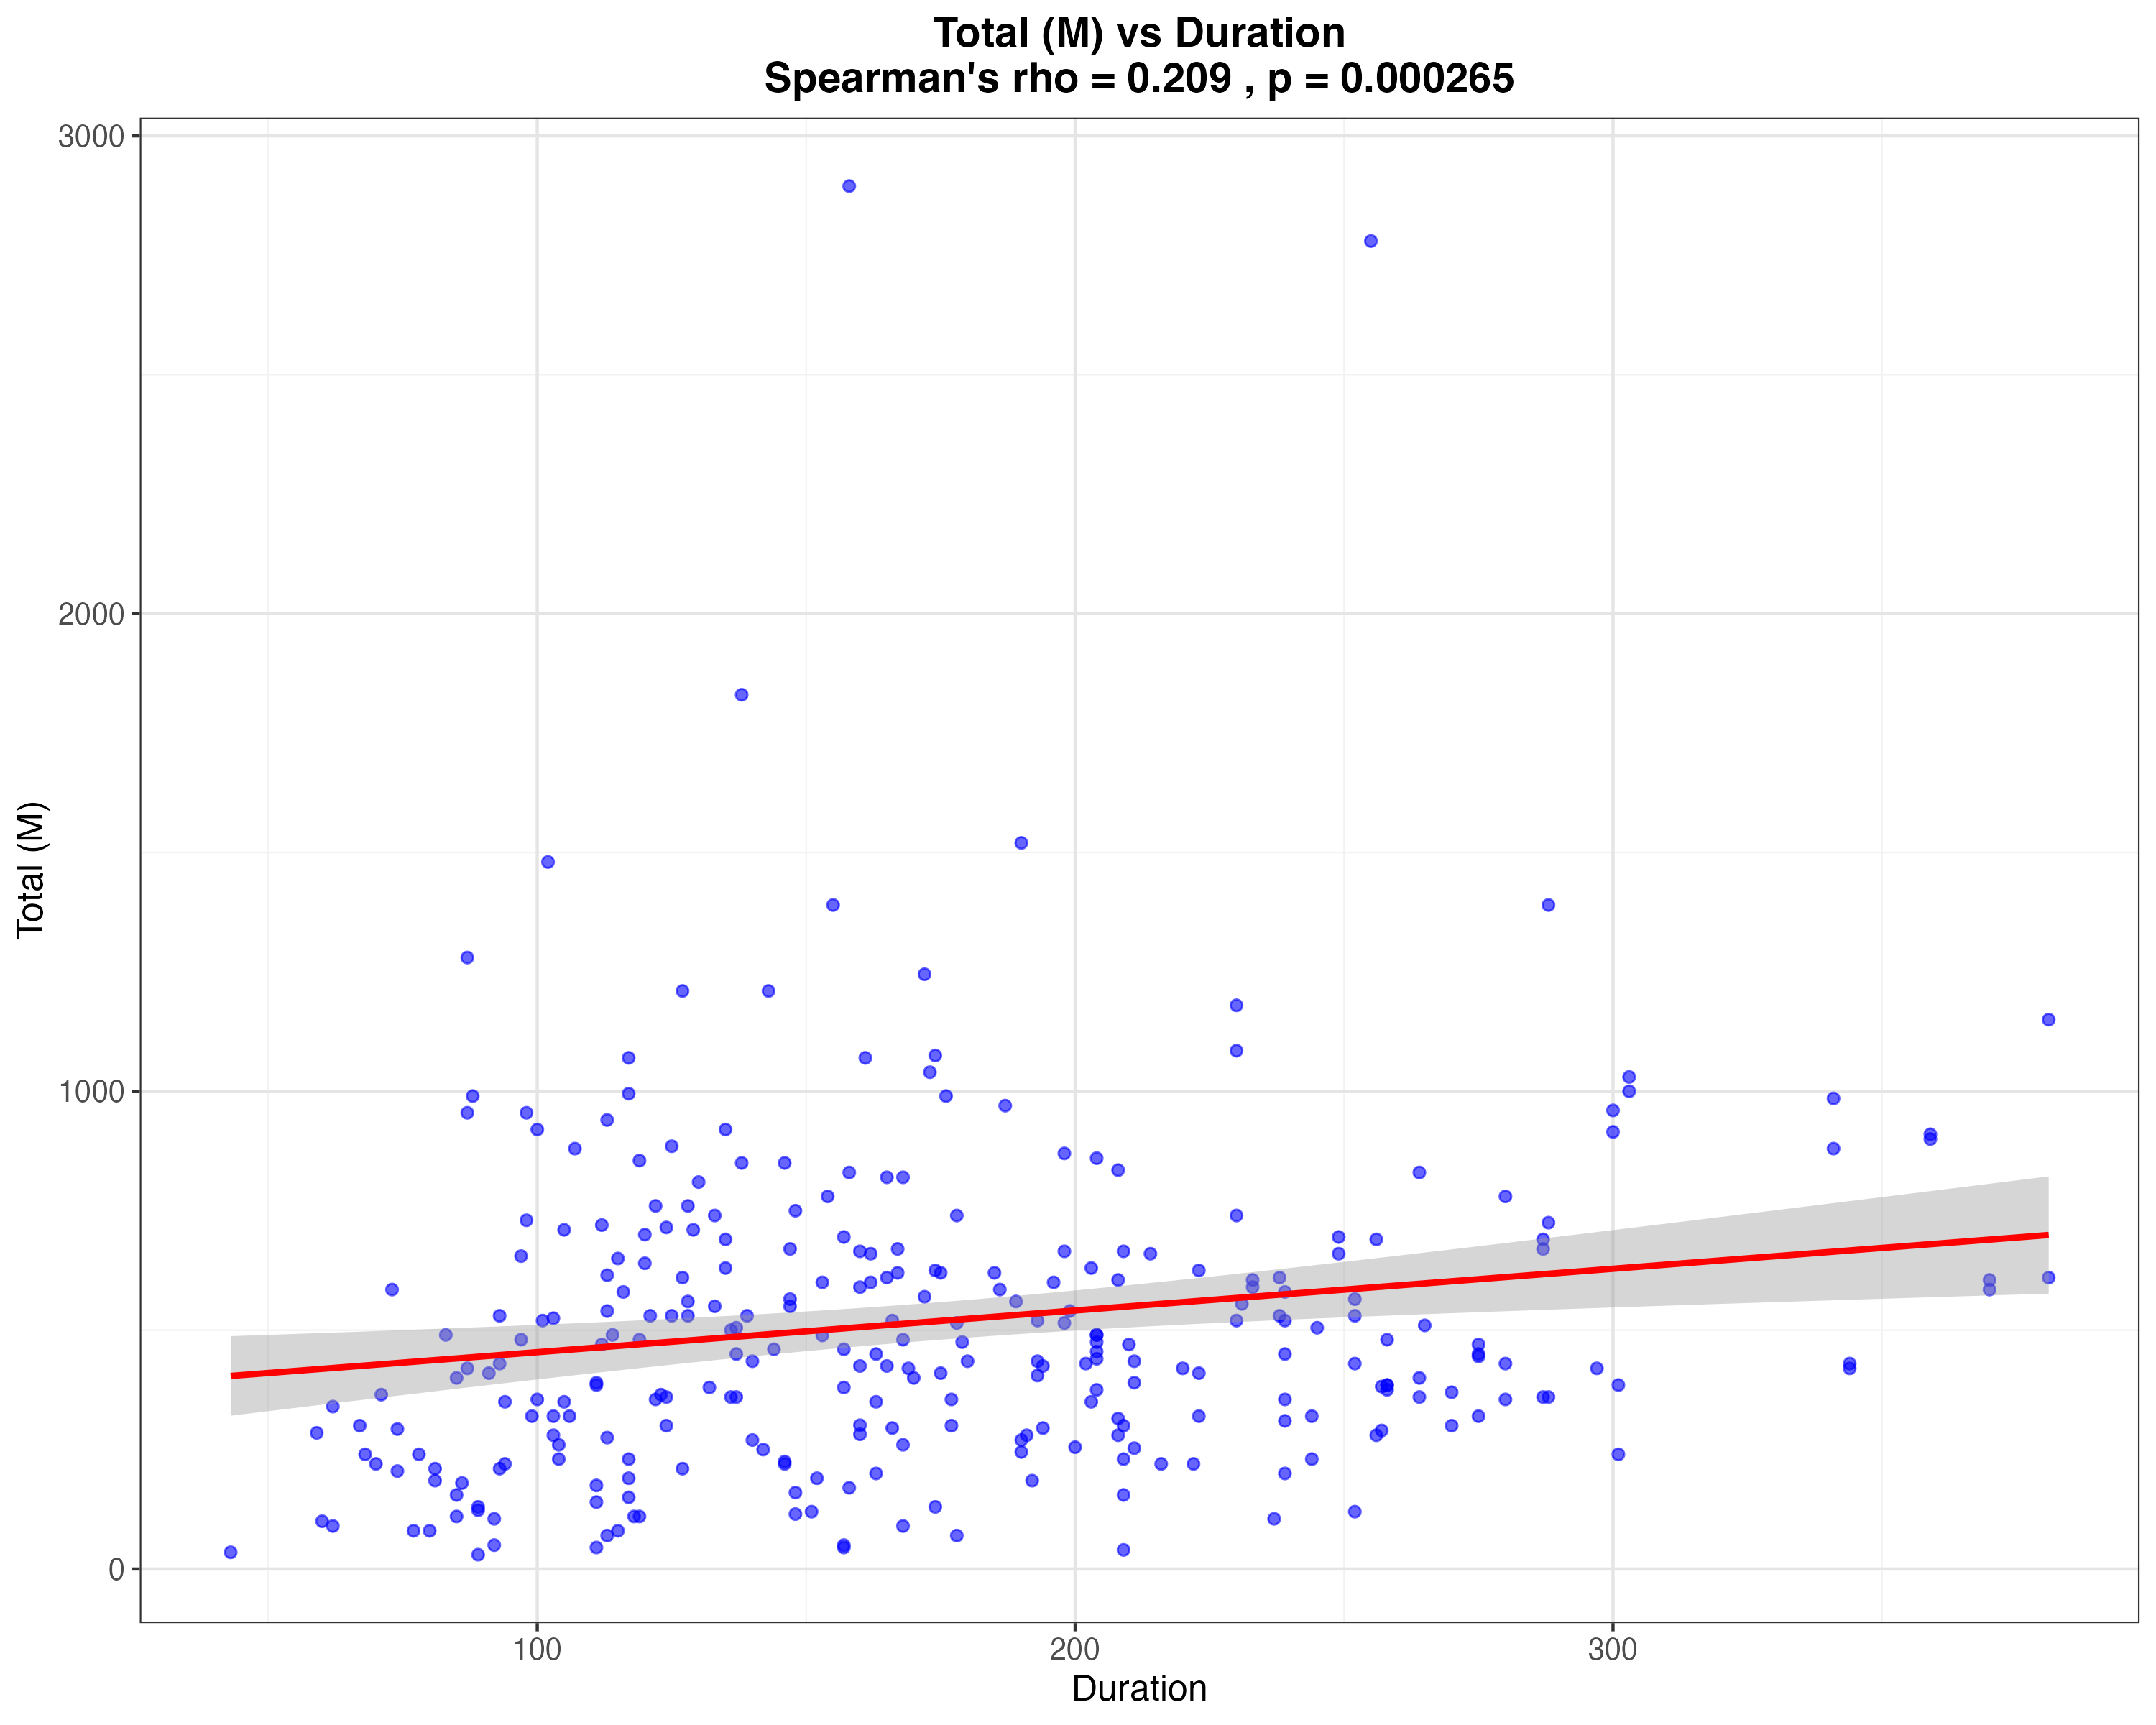 Total (M) vs Duration
Spearman's rho = 0.209 , p = 0.000265
Total (M)
3000
2000
1000
0
100
200
300
Duration